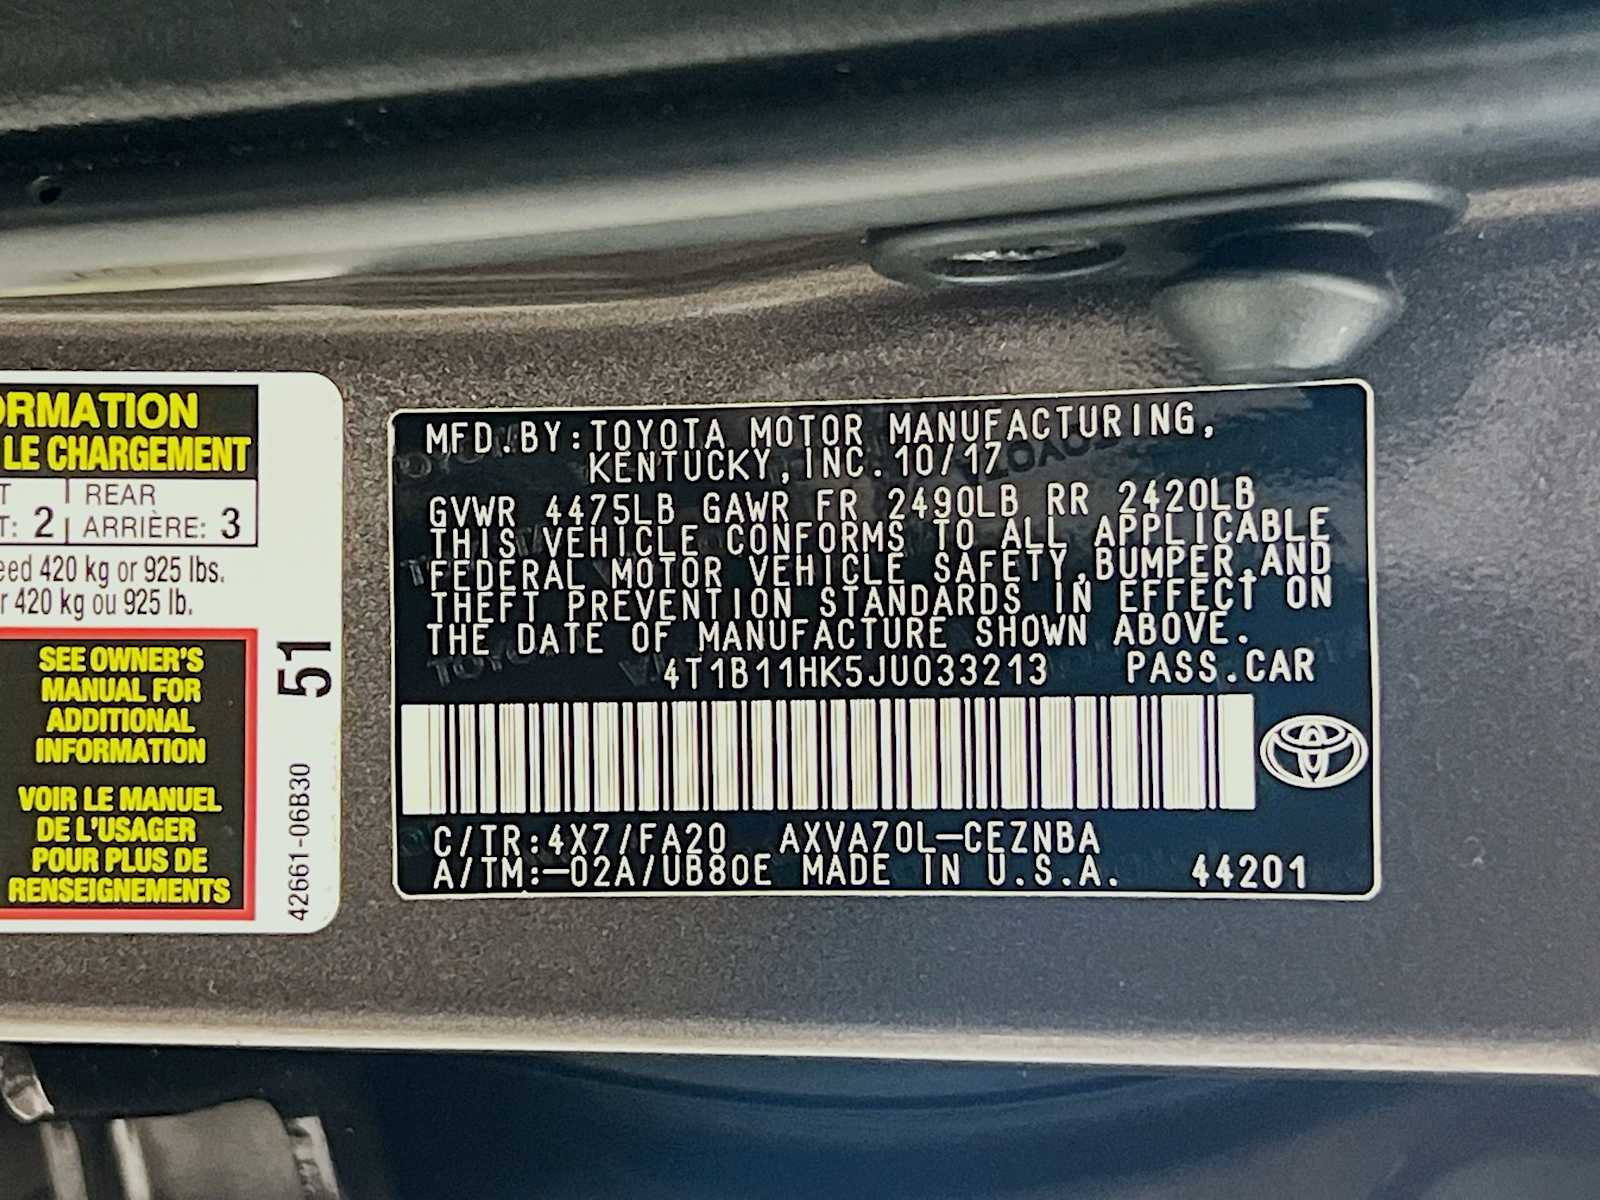 ORMATION
LE CHARGEMENT
T | REAR
T: 2 | ARRIÈRE: 3
eed 420 kg or 925 lbs.
r 420 kg ou 925 lb.
SEE OWNER'S
MANUAL FOR
ADDITIONAL
INFORMATION
VOIR LE MANUEL
DE L'USAGER
POUR PLUS DE
RENSEIGNEMENTS
51
42661-06B30
MFD.BY:TOYOTA MOTOR MANUFACTURING,
KENTUCKY,INC.10/17
GVWR 4475LB GAWR FR 2490LB RR 2420LB
THIS VEHICLE CONFORMS TO ALL APPLICABLE
FEDERAL MOTOR VEHICLE SAFETY,BUMPER,AND
THEFT PREVENTION STANDARDS IN EFFECT ON
THE DATE OF MANUFACTURE SHOWN ABOVE.
4T1B11HK5JU033213 PASS.CAR
C/TR:4X7/FA20 AXVA70L-CEZNBA
A/TM:-02A/UB80E MADE IN U.S.A. 44201